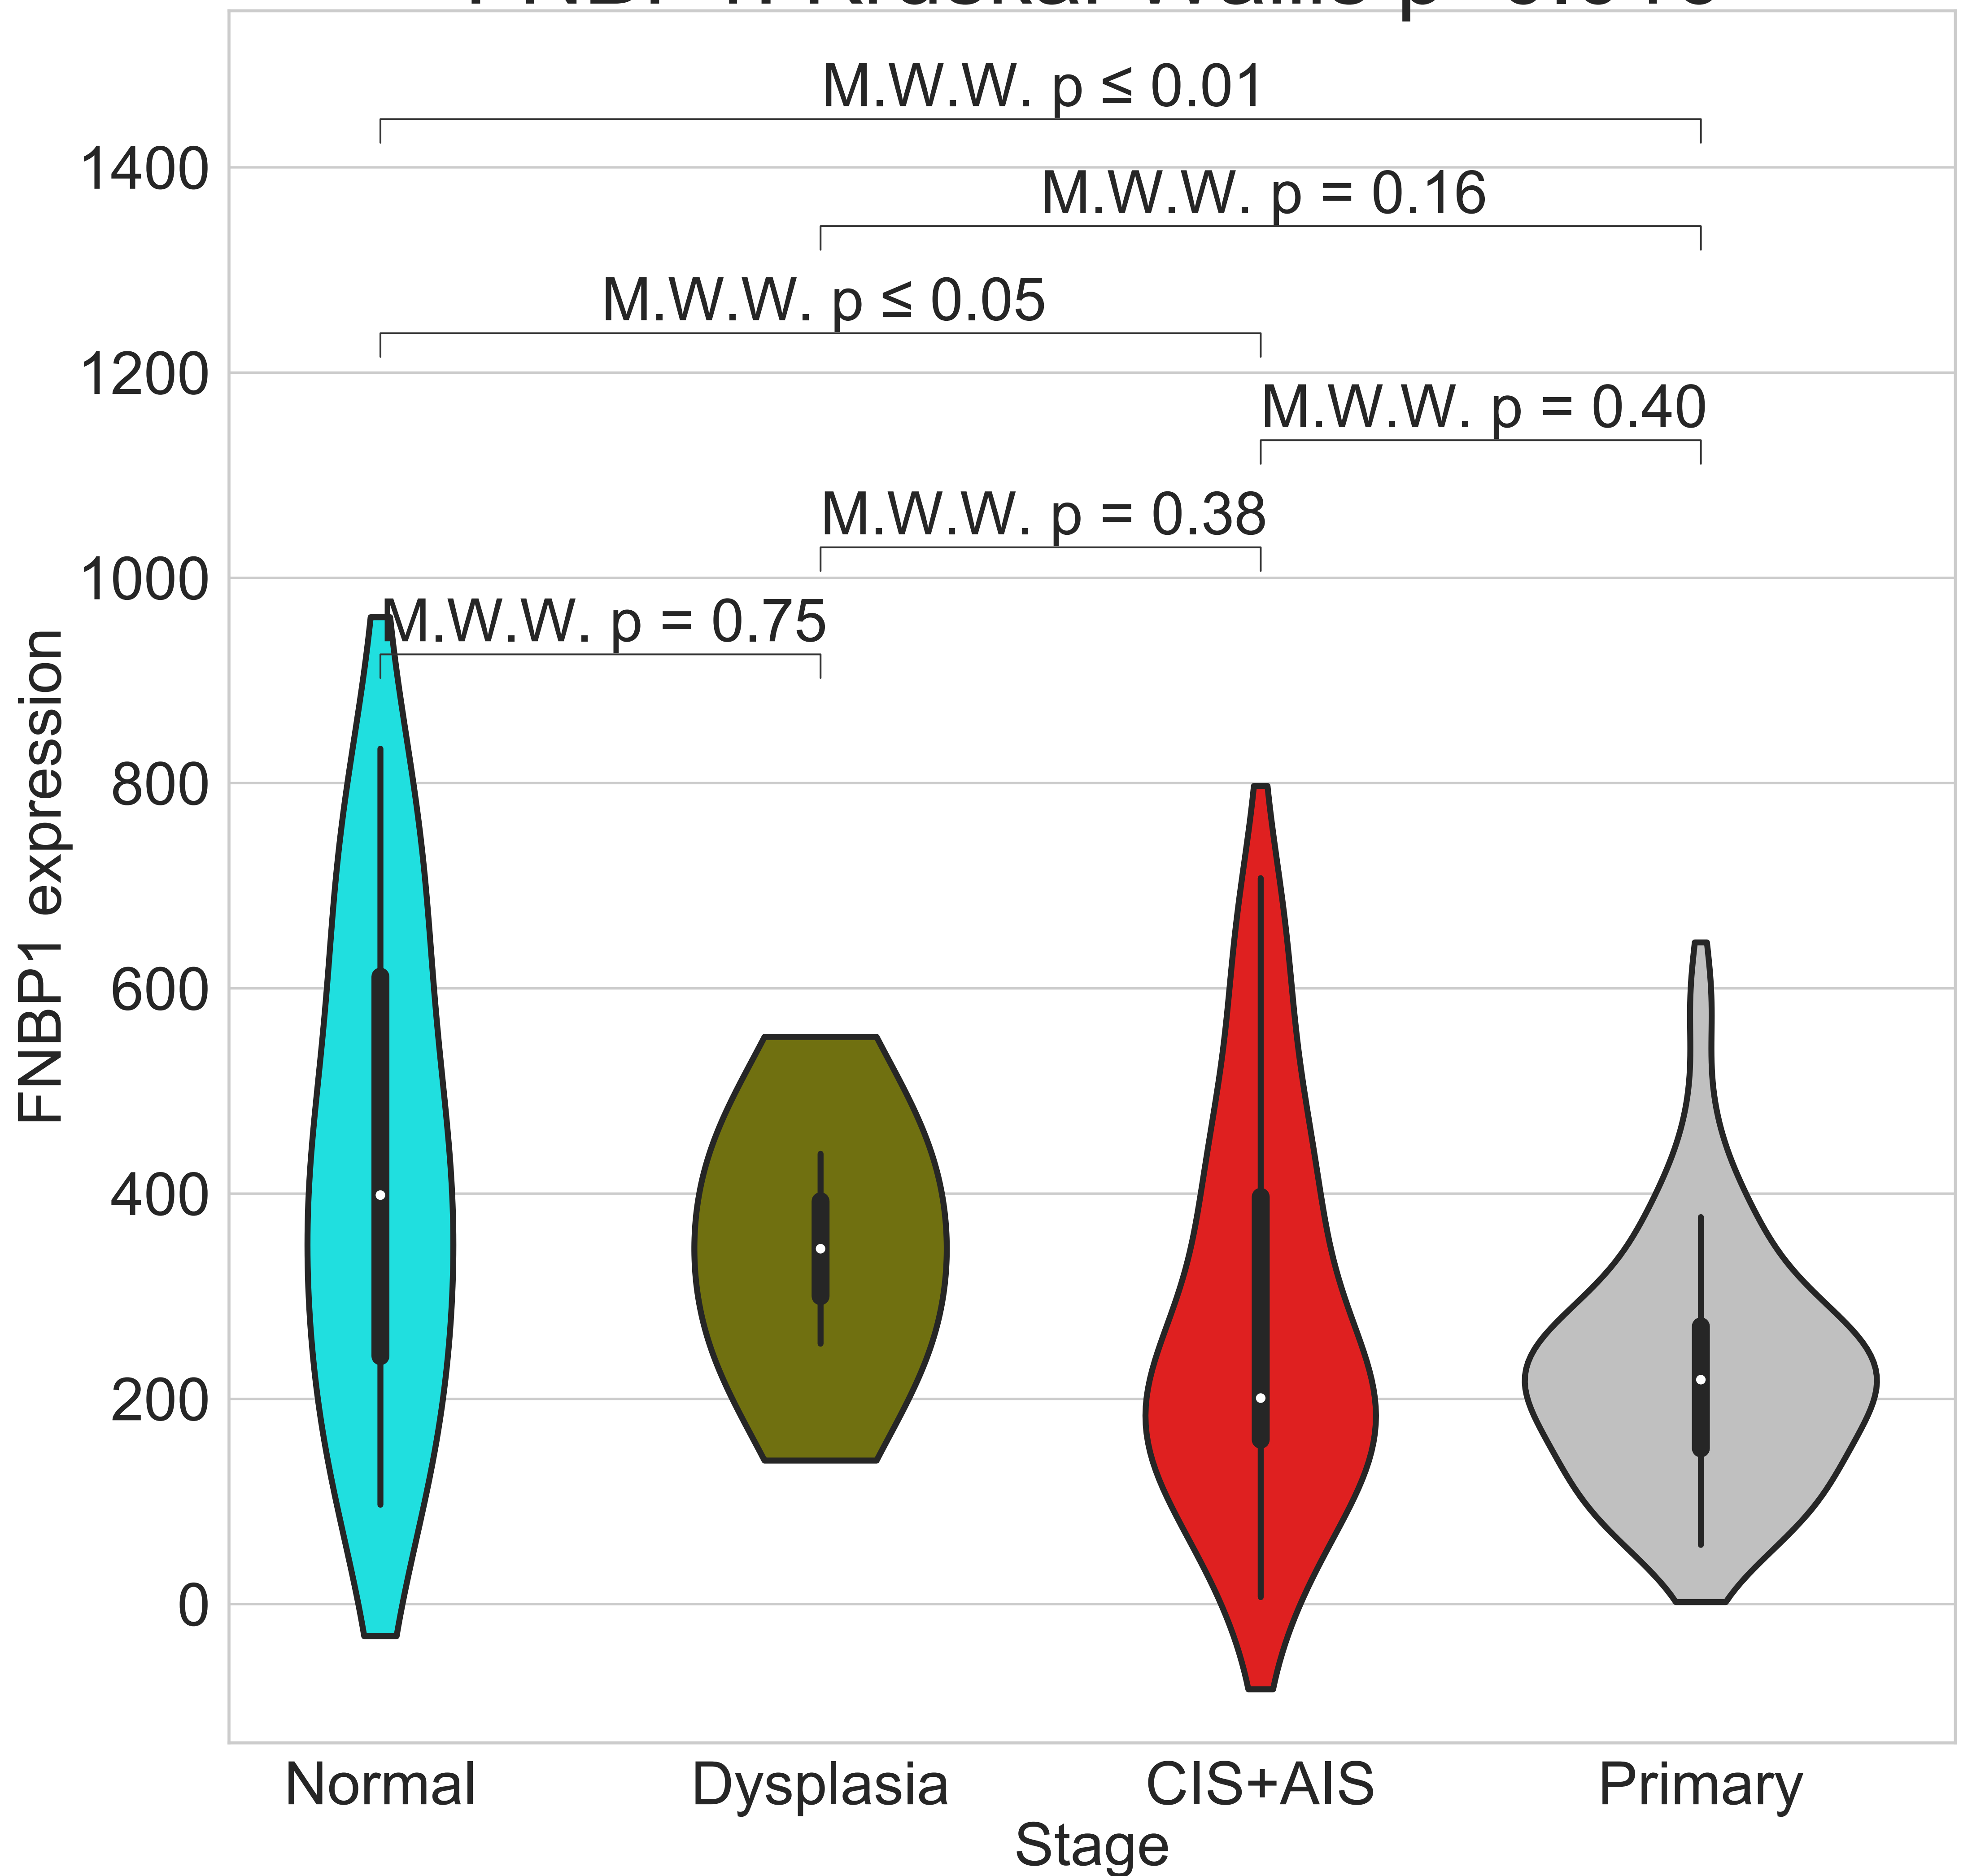 M.W.W. p ≤ 0.01
1400
M.W.W. p = 0.16
M.W.W. p ≤ 0.05
1200
M.W.W. p = 0.40
M.W.W. p = 0.38
1000
M.W.W. p = 0.75
800
600
400
200
0
FNBP1 expression
Normal Dysplasia CIS+AIS Primary
Stage